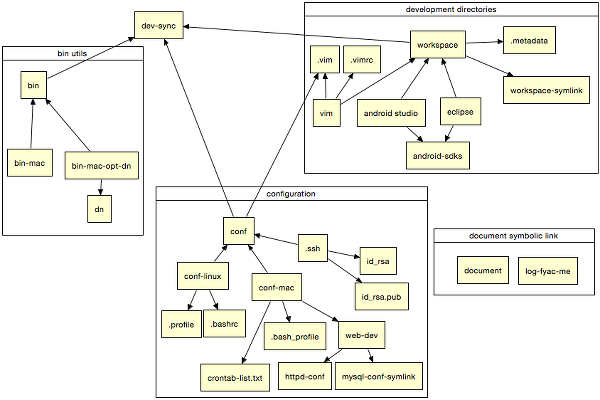 dev-sync
development directories
.vim
.vimrc
workspace
.metadata
workspace-symlink
vim
android studio
eclipse
android-sdks
bin utils
bin
bin-mac
bin-mac-opt-dn
dn
configuration
conf
.ssh
id_rsa
id_rsa.pub
conf-linux
conf-mac
.profile
.bashrc
.bash_profile
web-dev
crontab-list.txt
httpd-conf
mysql-conf-symlink
document symbolic link
document
log-fyac-me